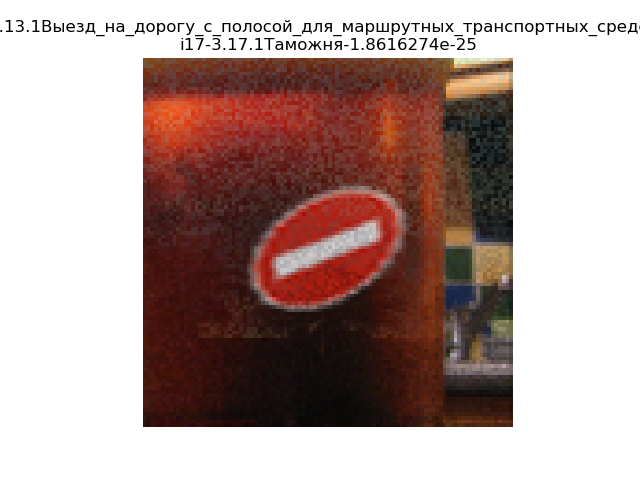 .13.1Выезд_на_дорогу_с_полосой_для_маршрутных_транспортных_средс
i17-3.17.1Таможня-1.8616274e-25